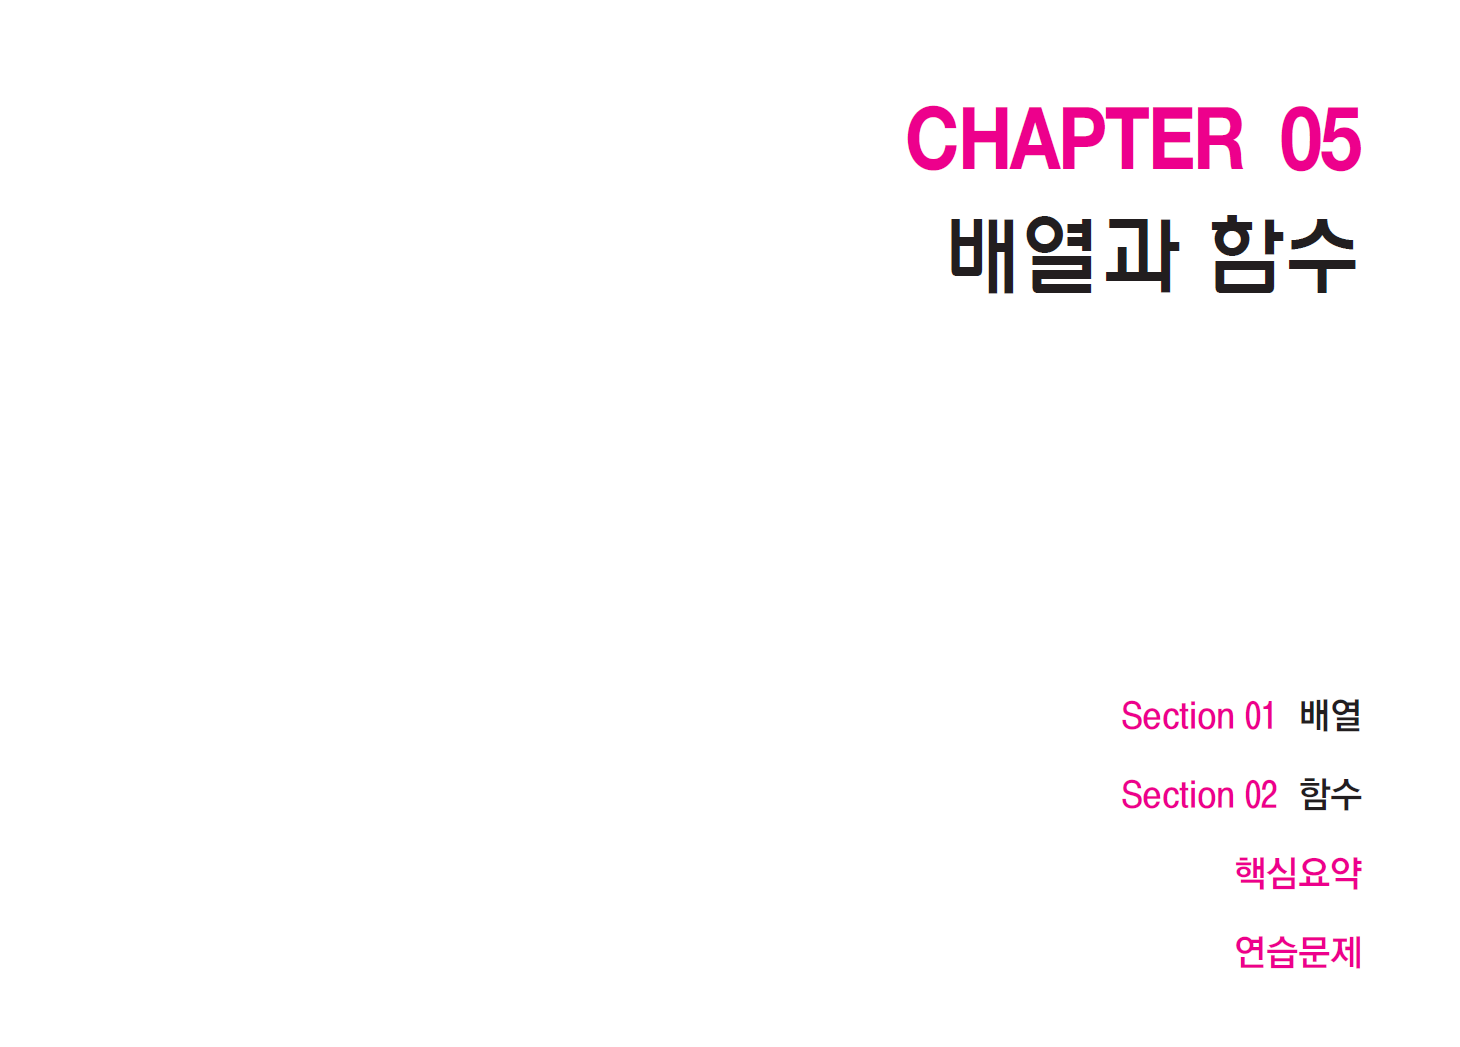 CHAPTER 05
배열과 함수
Section 01 배열
Section 02 함수
핵심요약
연습문제